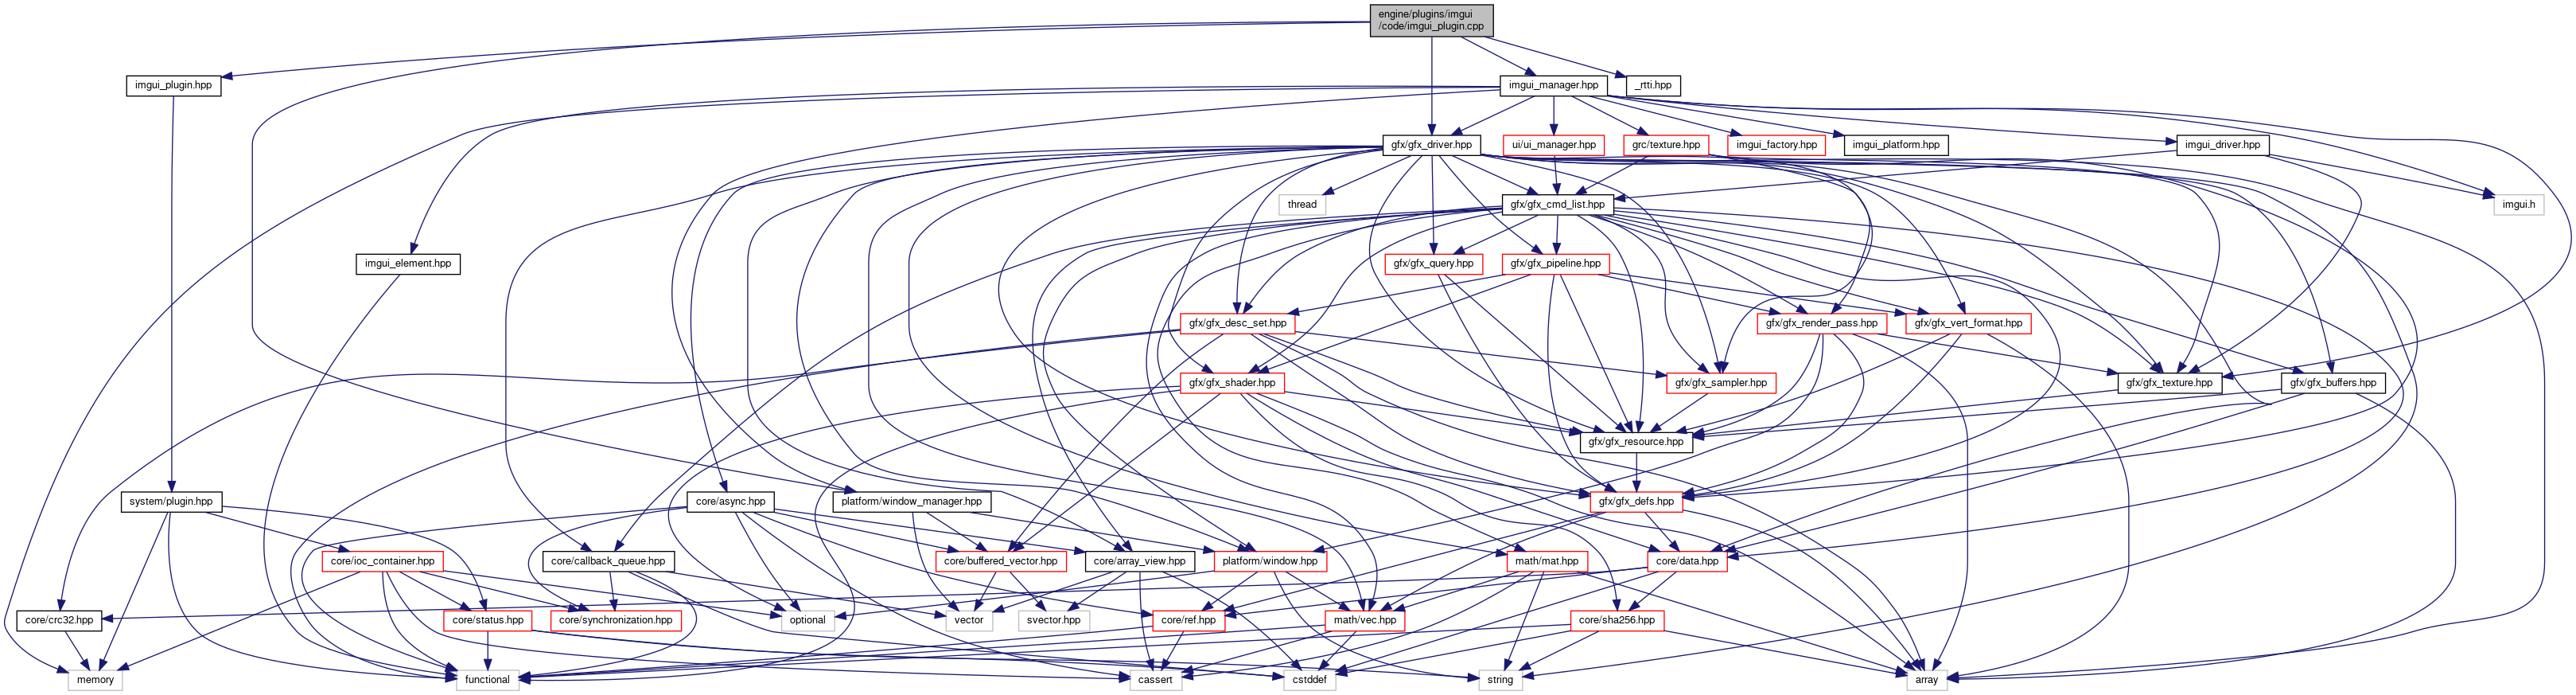 engine/plugins/imgui
/code/imgui_plugin.cpp
imgui_plugin.hpp
imgui_manager.hpp
_rtti.hpp
gfx/gfx_driver.hpp
ui/ui_manager.hpp
grc/texture.hpp
imgui_factory.hpp
imgui_platform.hpp
imgui_driver.hpp
thread
gfx/gfx_cmd_list.hpp
imgui.h
imgui_element.hpp
gfx/gfx_query.hpp
gfx/gfx_pipeline.hpp
gfx/gfx_desc_set.hpp
gfx/gfx_render_pass.hpp
gfx/gfx_vert_format.hpp
gfx/gfx_shader.hpp
gfx/gfx_sampler.hpp
gfx/gfx_texture.hpp
gfx/gfx_buffers.hpp
gfx/gfx_resource.hpp
system/plugin.hpp
core/async.hpp
platform/window_manager.hpp
gfx/gfx_defs.hpp
core/ioc_container.hpp
core/callback_queue.hpp
core/buffered_vector.hpp
core/array_view.hpp
platform/window.hpp
math/mat.hpp
core/data.hpp
core/crc32.hpp
core/status.hpp
core/synchronization.hpp
optional
vector
svector.hpp
core/ref.hpp
math/vec.hpp
core/sha256.hpp
memory
functional
cassert
cstddef
string
array